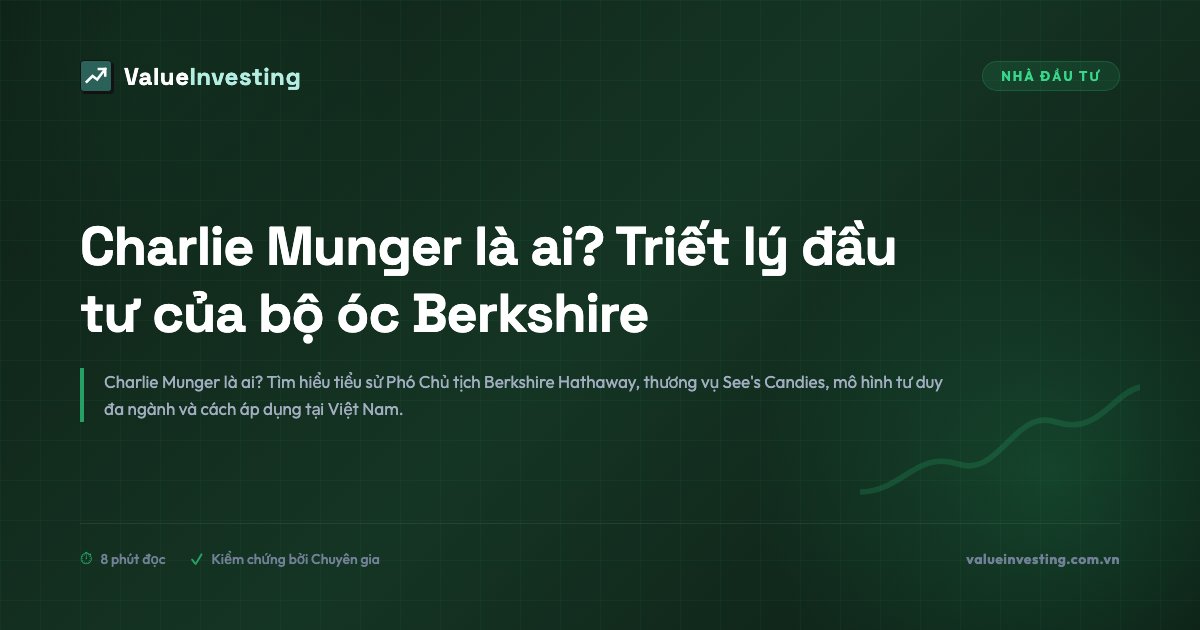 ValueInvesting
NHÀ ĐẦU TƯ
Charlie Munger là ai? Triết lý đầu
tư của bộ óc Berkshire
Charlie Munger là ai? Tìm hiểu tiểu sử Phó Chủ tịch Berkshire Hathaway, thương vụ See's Candies, mô hình tư duy
đa ngành và cách áp dụng tại Việt Nam.
8 phút đọc
Kiểm chứng bởi Chuyên gia
valueinvesting.com.vn